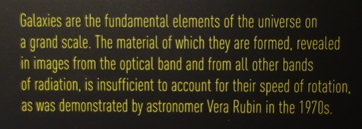 Galaxies are the fundamental elements of the universe on
a grand scale. The material of which they are formed, revealed
in images from the optical band and from all other bands
of radiation, is insufficient to account for their speed of rotation,
as was demonstrated by astronomer Vera Rubin in the 1970s.